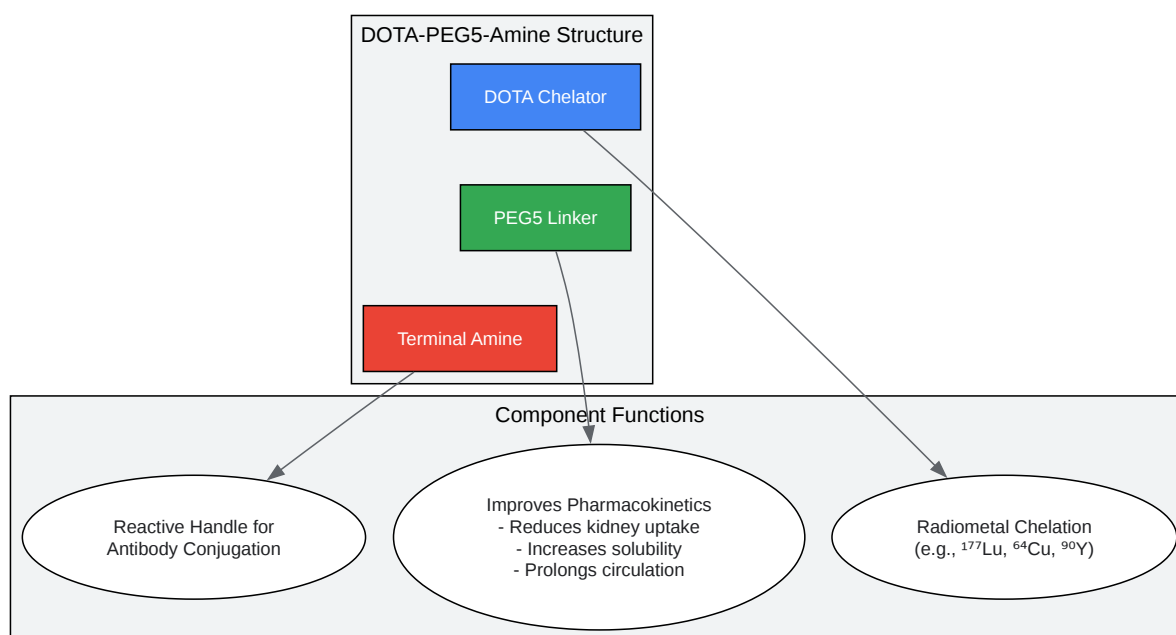 DOTA-PEG5-Amine Structure
DOTA Chelator
PEG5 Linker
Terminal Amine
Component Functions
Reactive Handle for
Antibody Conjugation
Improves Pharmacokinetics
- Reduces kidney uptake
- Increases solubility
- Prolongs circulation
Radiometal Chelation
(e.g., ¹⁷⁷Lu, ⁶⁴Cu, ⁹⁰Y)